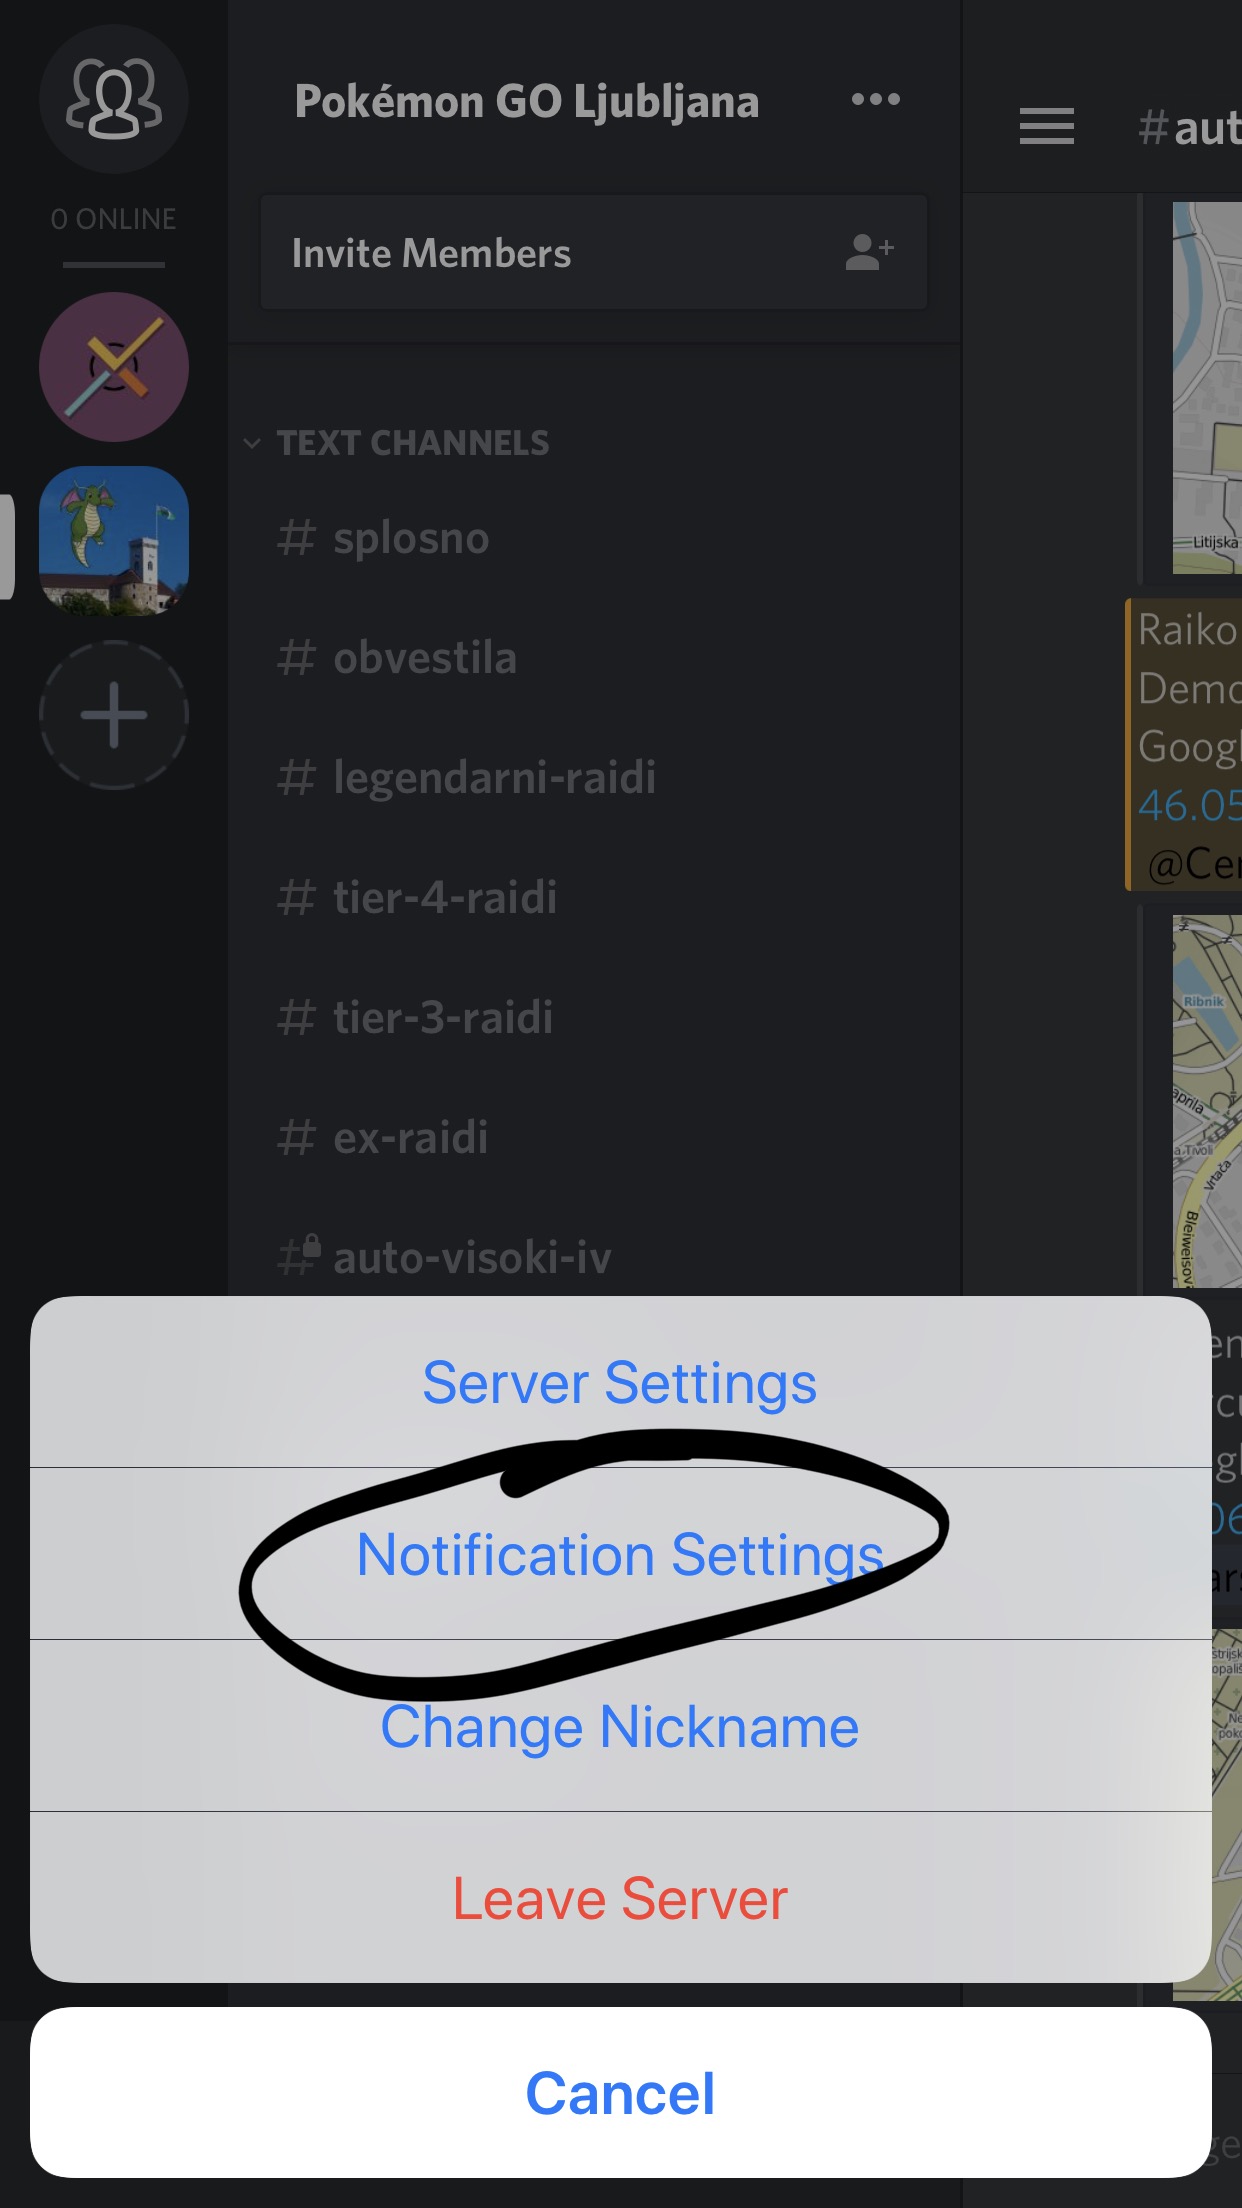 Pokémon GO Ljubljana
#aut
0 ONLINE
Invite Members
TEXT CHANNELS
# splosno
# obvestila
# legendarni-raidi
# tier-4-raidi
# tier-3-raidi
# ex-raidi
# auto-visoki-iv
Litijska
Raiko
Demo
Googl
46.05
@Cer
Ribnik
aprila
a Tivoli
Vrtača
Bleiweisov
Server Settings
Notification Settings
Change Nickname
Leave Server
Cancel